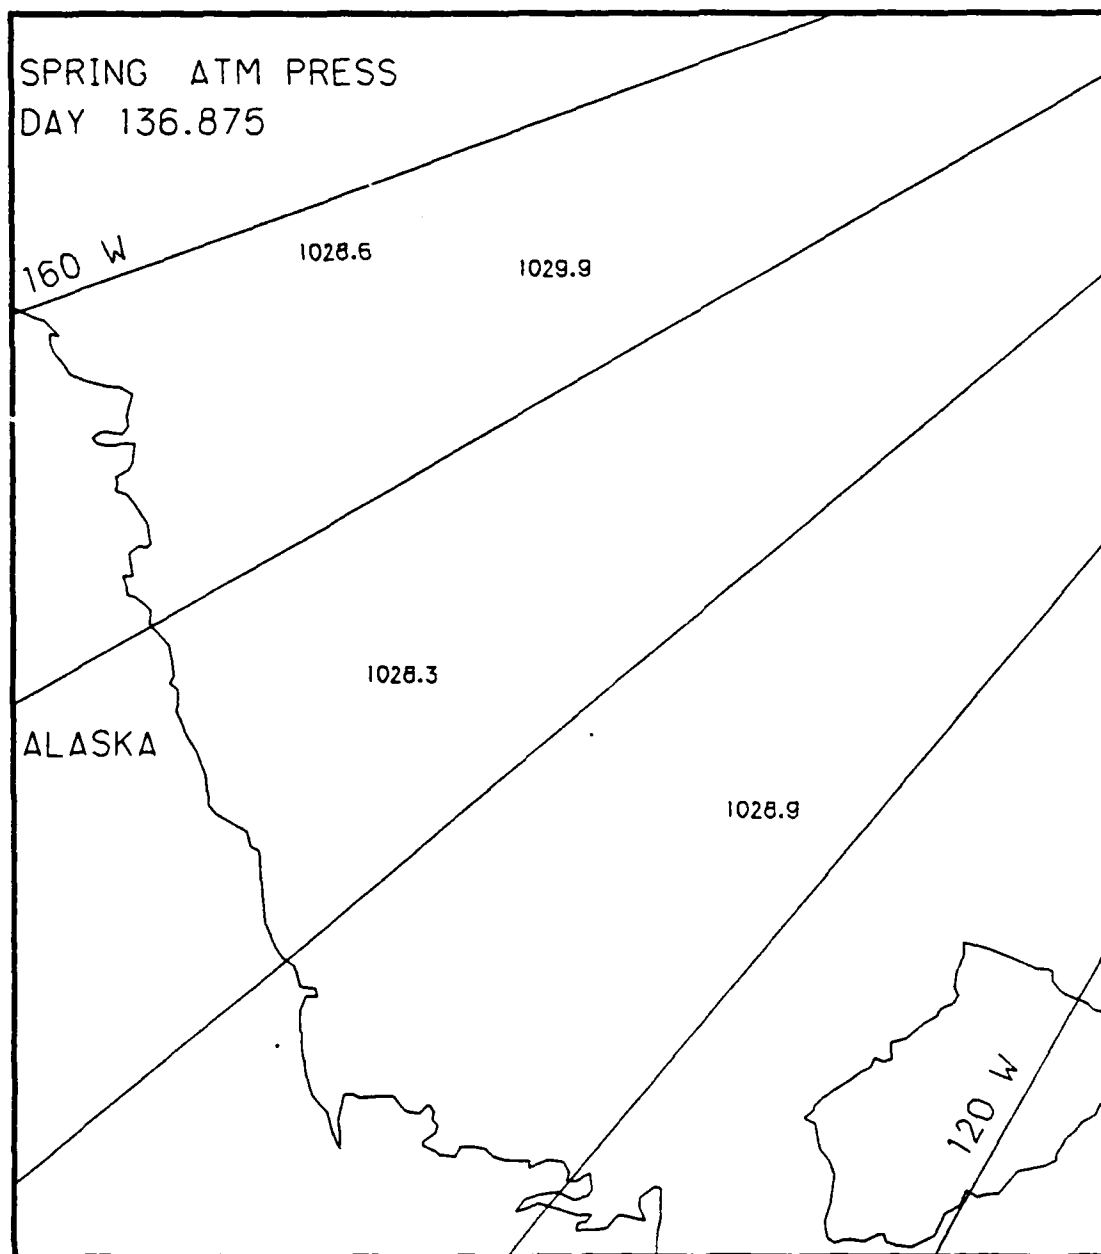 SPRING ATM PRESS
DAY 136.875
160 W
1028.6
1029.9
1028.3
ALASKA
1028.9
120 W